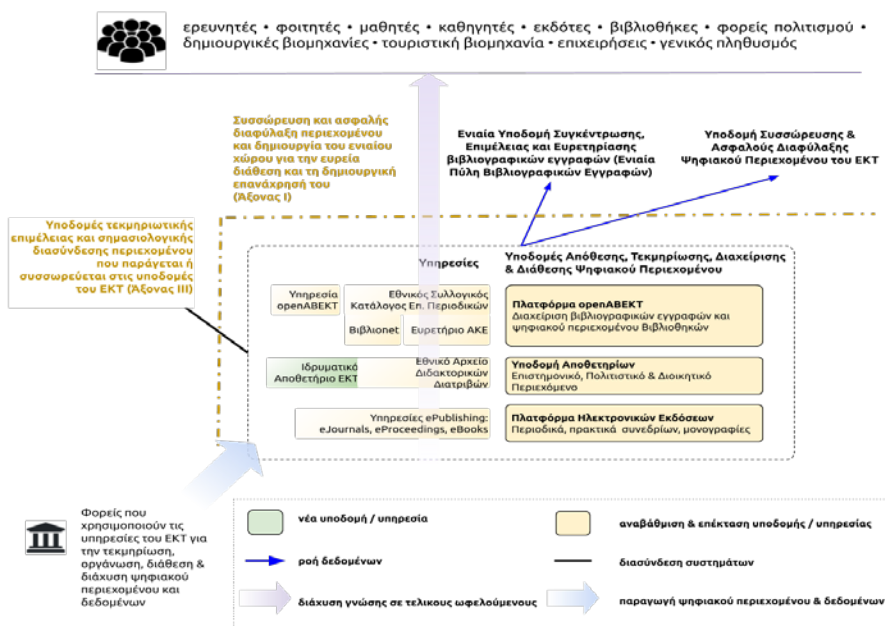 ερευνητές • φοιτητές • μαθητές • καθηγητές • εκδότες • βιβλιοθήκες • φορείς πολιτισμού •
δημιουργικές βιομηχανίες • τουριστική βιομηχανία • επιχειρήσεις • γενικός πληθυσμός
Συσσώρευση και ασφαλής
διαφύλαξη περιεχομένου
και δημιουργία του ενιαίου
χώρου για την ευρεία
διάθεση και τη δημιουργική
επανάχρησή του
(Άξονας Ι)
Ενιαία Υποδομή Συγκέντρωσης,
Επιμέλειας και Ευρετηρίασης
βιβλιογραφικών εγγραφών (Ενιαία
Πύλη Βιβλιογραφικών Εγγραφών)
Υποδομή Συσσώρευσης &
Ασφαλούς Διαφύλαξης
Ψηφιακού Περιεχομένου του ΕΚΤ
Υποδομές τεκμηριωτικής
επιμέλειας και σημασιολογικής
διασύνδεσης περιεχομένου
που παράγεται ή
συσσωρεύεται στις υποδομές
του ΕΚΤ (Άξονας ΙΙΙ)
Υπηρεσίες
Υποδομές Απόθεσης, Τεκμηρίωσης, Διαχείρισης
& Διάθεσης Ψηφιακού Περιεχομένου
Υπηρεσία
openABEKT
Εθνικός Συλλογικός
Κατάλογος Επ. Περιοδικών
Βιβλιοnet
Ευρετήριο ΑΚΕ
Πλατφόρμα openABEKT
Διαχείριση βιβλιογραφικών εγγραφών και
ψηφιακού περιεχομένου Βιβλιοθηκών
Ιδρυματικό
Αποθετήριο ΕΚΤ
Εθνικό Αρχείο
Διδακτορικών
Διατριβών
Υποδομή Αποθετηρίων
Επιστημονικό, Πολιτιστικό & Διοικητικό
Περιεχόμενο
Υπηρεσίες ePublishing:
eJournals, eProceedings, eBooks
Πλατφόρμα Ηλεκτρονικών Εκδόσεων
Περιοδικά, πρακτικά συνεδρίων, μονογραφίες
Φορείς που
χρησιμοποιούν τις
υπηρεσίες του ΕΚΤ για
την τεκμηρίωση,
οργάνωση, διάθεση &
διάχυση ψηφιακού
περιεχομένου και
δεδομένων
νέα υποδομή / υπηρεσία
αναβάθμιση & επέκταση υποδομής / υπηρεσίας
ροή δεδομένων
διασύνδεση συστημάτων
διάχυση γνώσης σε τελικους ωφελούμενους
παραγωγή ψηφιακού περιεχομένου & δεδομένων